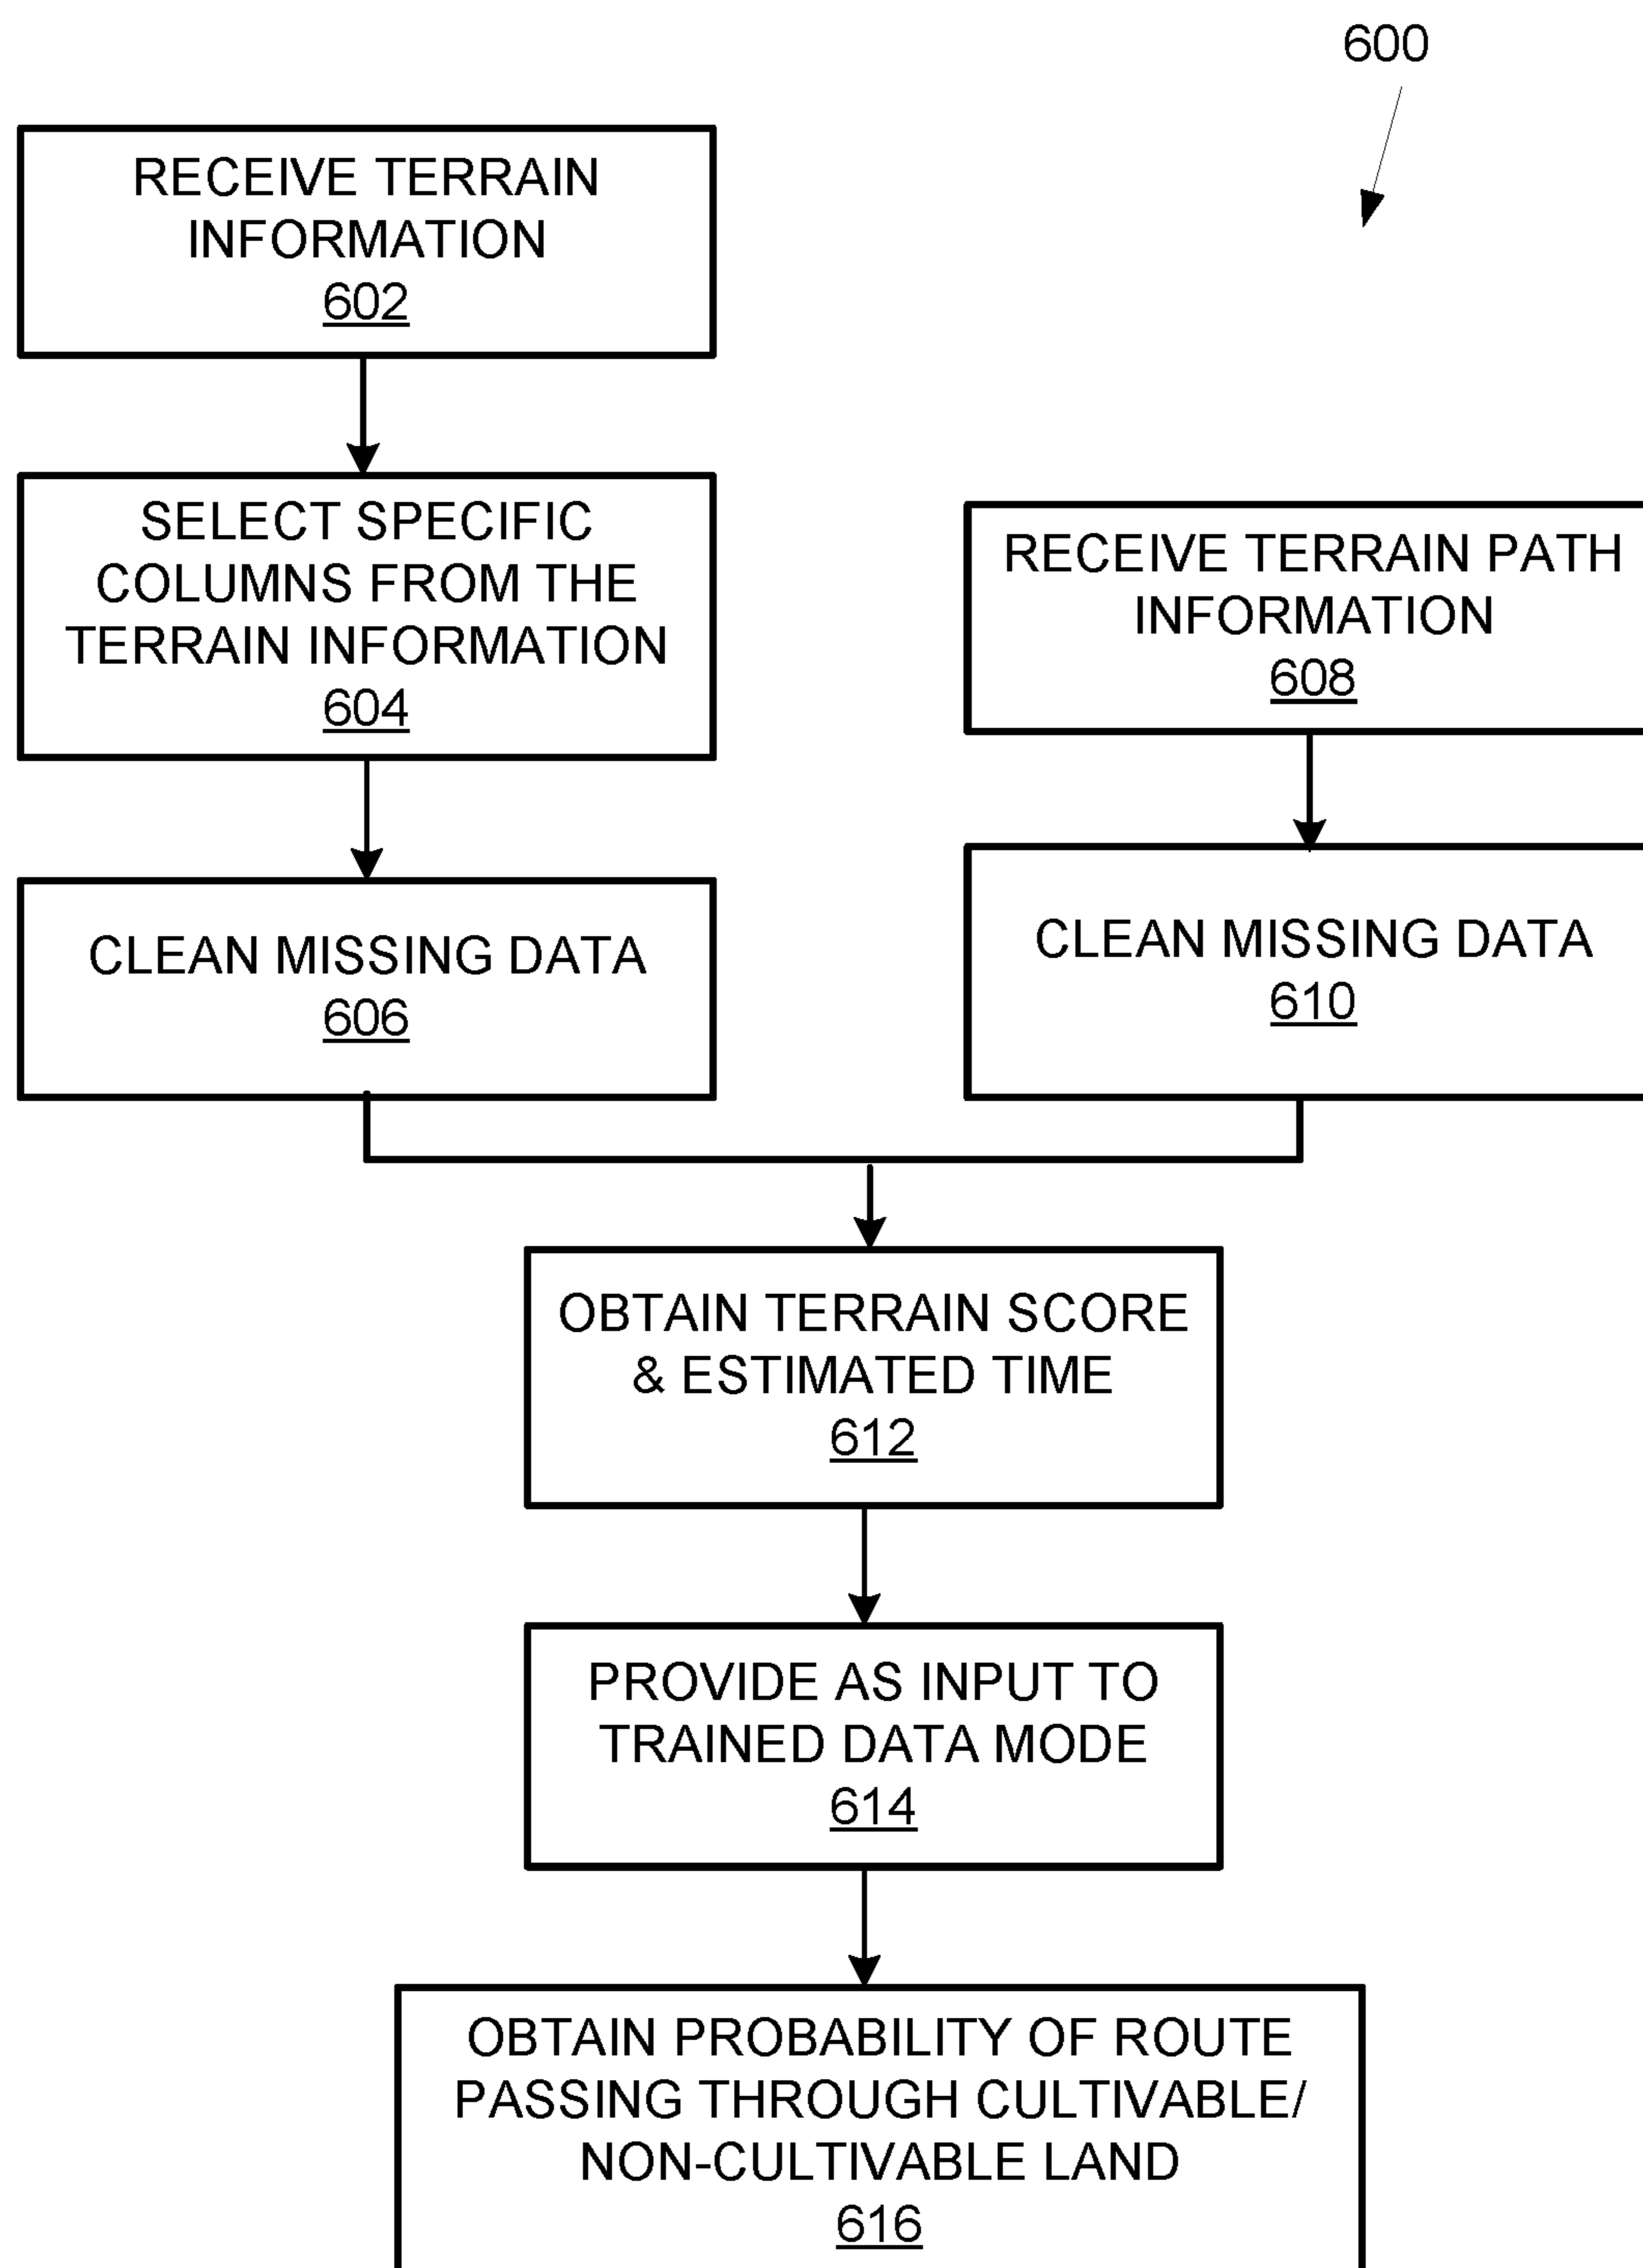 600
RECEIVE TERRAIN
INFORMATION
602
SELECT SPECIFIC
COLUMNS FROM THE
TERRAIN INFORMATION
604
CLEAN MISSING DATA
606
RECEIVE TERRAIN PATH
INFORMATION
608
CLEAN MISSING DATA
610
OBTAIN TERRAIN SCORE
& ESTIMATED TIME
612
PROVIDE AS INPUT TO
TRAINED DATA MODE
614
OBTAIN PROBABILITY OF ROUTE
PASSING THROUGH CULTIVABLE/
NON-CULTIVABLE LAND
616